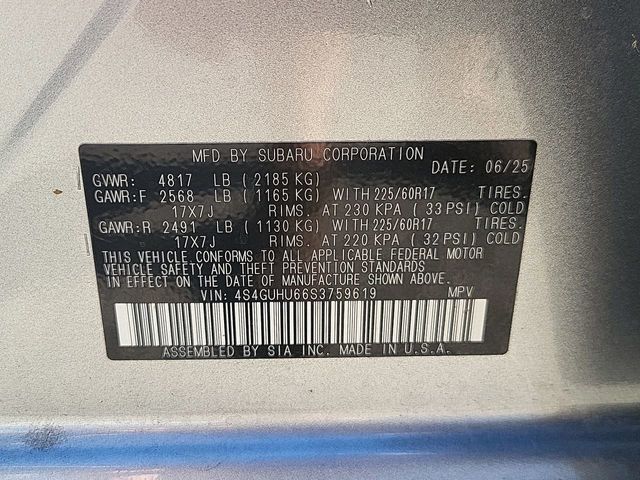 MFD BY SUBARU CORPORATION
DATE: 06/25
GVWR: 4817 LB (2185 KG)
GAWR:F 2568 LB (1165 KG) WITH 225/60R17 TIRES.
17X7J RIMS. AT 230 KPA (33 PSI) COLD
GAWR:R 2491 LB (1130 KG) WITH 225/60R17 TIRES.
17X7J RIMS. AT 220 KPA (32 PSI) COLD
THIS VEHICLE CONFORMS TO ALL APPLICABLE FEDERAL MOTOR
VEHICLE SAFETY AND THEFT PREVENTION STANDARDS
IN EFFECT ON THE DATE OF MANUFACTURE SHOWN ABOVE.
VIN: 4S4GUHU66S3759619 MPV
ASSEMBLED BY SIA INC. MADE IN U.S.A.